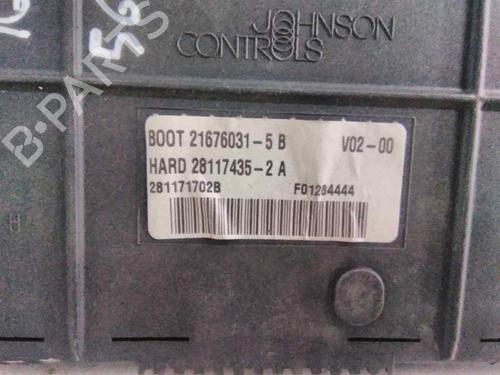 JOHNSON
CONTROLS
B-PARTS
BOOT 21676031-5 B V02-00
HARD 28117435-2 A
281171702B F01284444